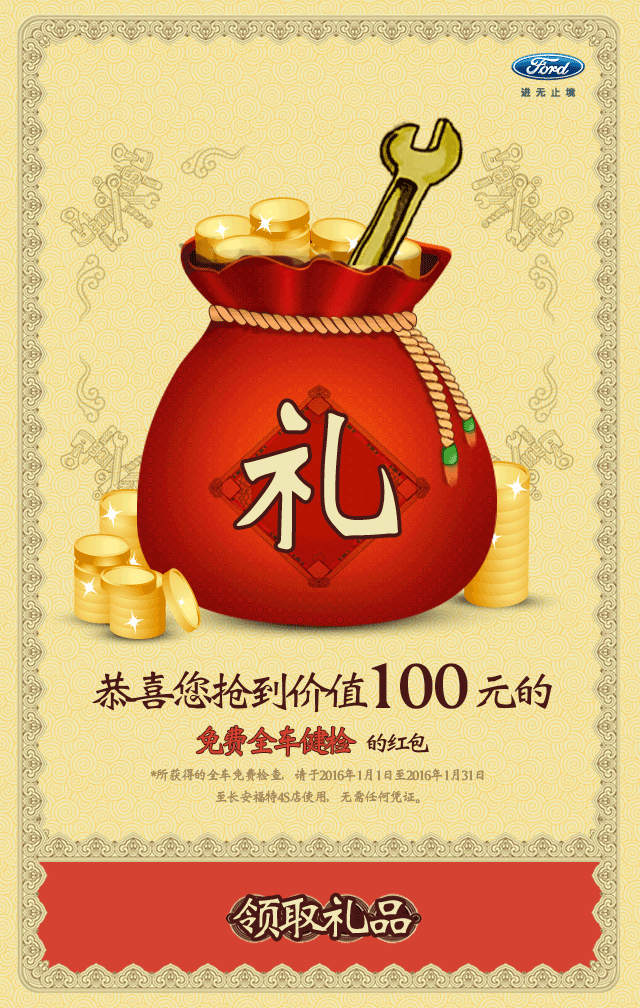 Ford
进无止境
礼
恭喜您抢到价值100元的
免费全车健检 的红包
*所获得的全车免费检查，请于2016年1月1日至2016年1月31日
至长安福特4S店使用，无需任何凭证。
领取礼品